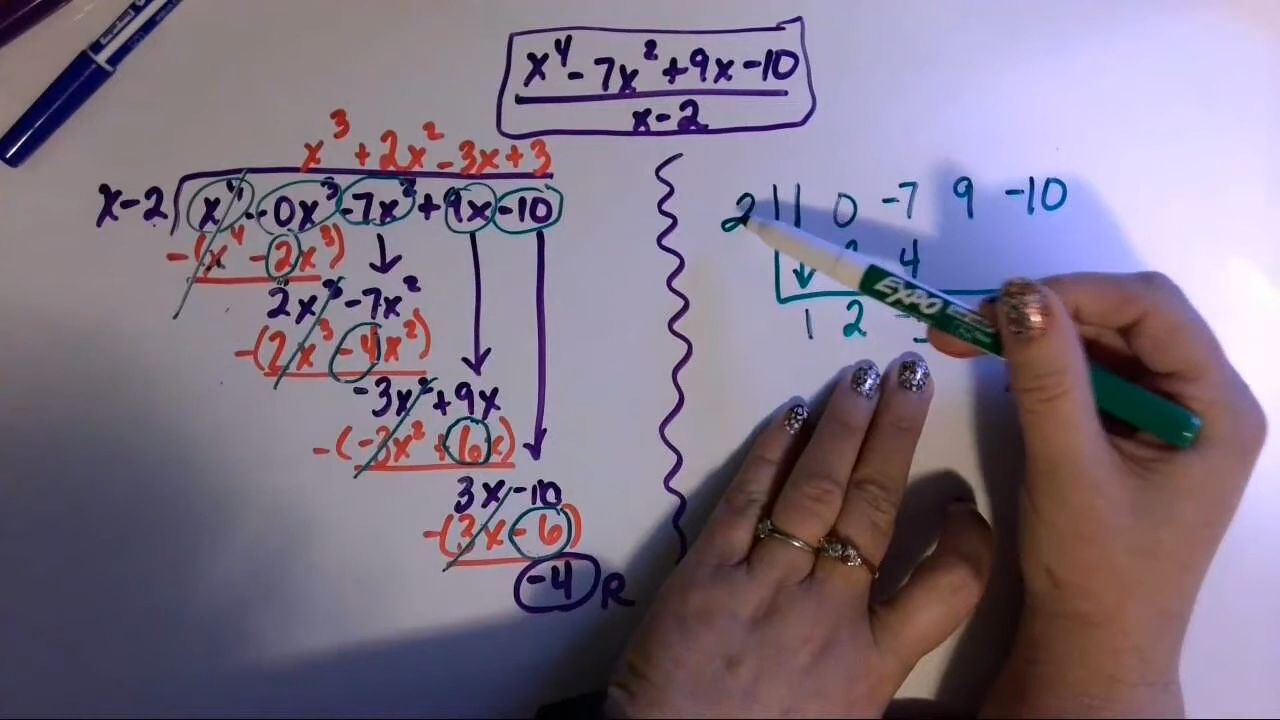 x⁴ - 7x² + 9x - 10
x - 2
x³ + 2x² - 3x + 3
x - 2 x⁴ - 0x³ - 7x² + 9x - 10
-(x⁴ - 2x³)
2x³ - 7x²
-(2x³ - 4x²)
-3x² + 9x
-(-3x² + 6x)
3x - 10
-(3x - 6)
-4 R
2 1 0 -7 9 -10
2 4
1 2
EXPO